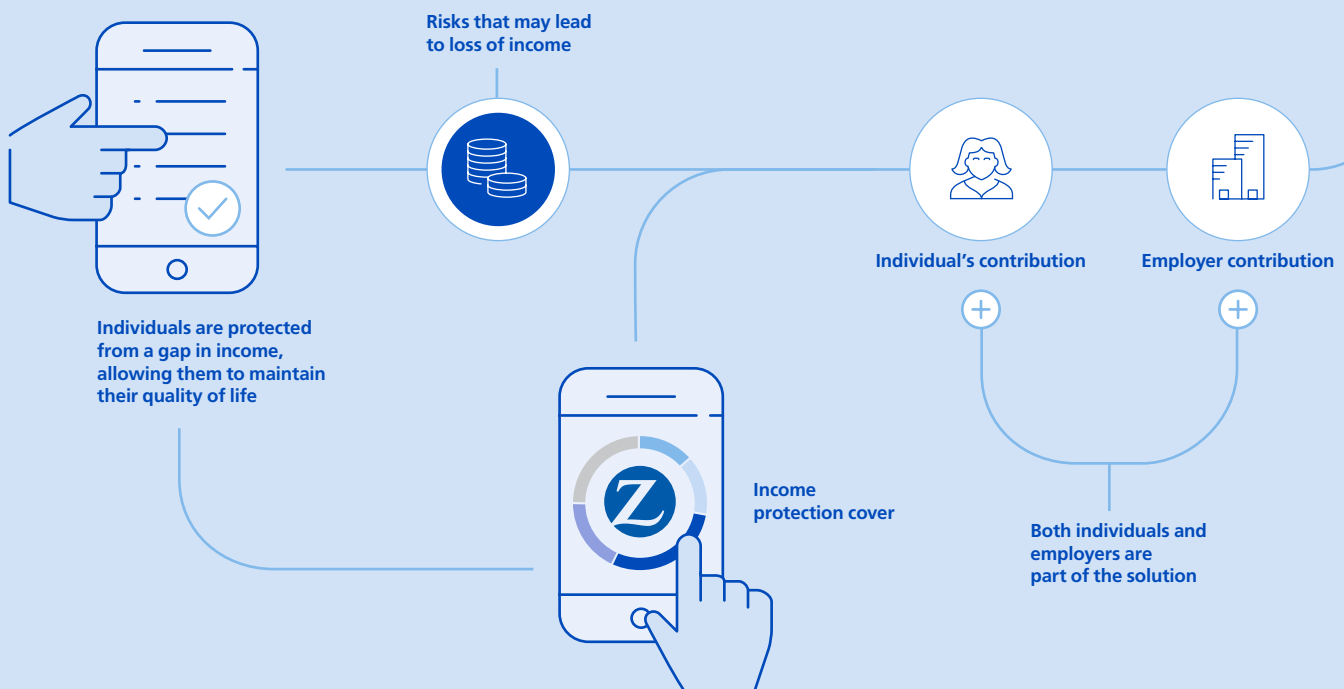 Risks that may lead
to loss of income
Individual’s contribution
Employer contribution
Individuals are protected
from a gap in income,
allowing them to maintain
their quality of life
Z
Income
protection cover
Both individuals and
employers are
part of the solution